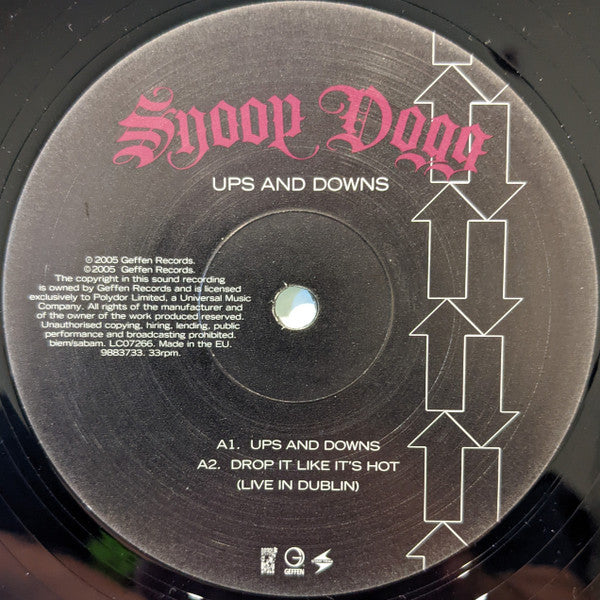 Snoop Dogg
UPS AND DOWNS
℗ 2005 Geffen Records.
© 2005 Geffen Records.
The copyright in this sound recording
is owned by Geffen Records and is licensed
exclusively to Polydor Limited, a Universal Music
Company. All rights of the manufacturer and
of the owner of the work produced reserved.
Unauthorised copying, hiring, lending, public
performance and broadcasting prohibited.
biem/sabam. LC07266. Made in the EU.
9883733. 33rpm.
A1. UPS AND DOWNS
A2. DROP IT LIKE IT'S HOT
(LIVE IN DUBLIN)
GEFFEN